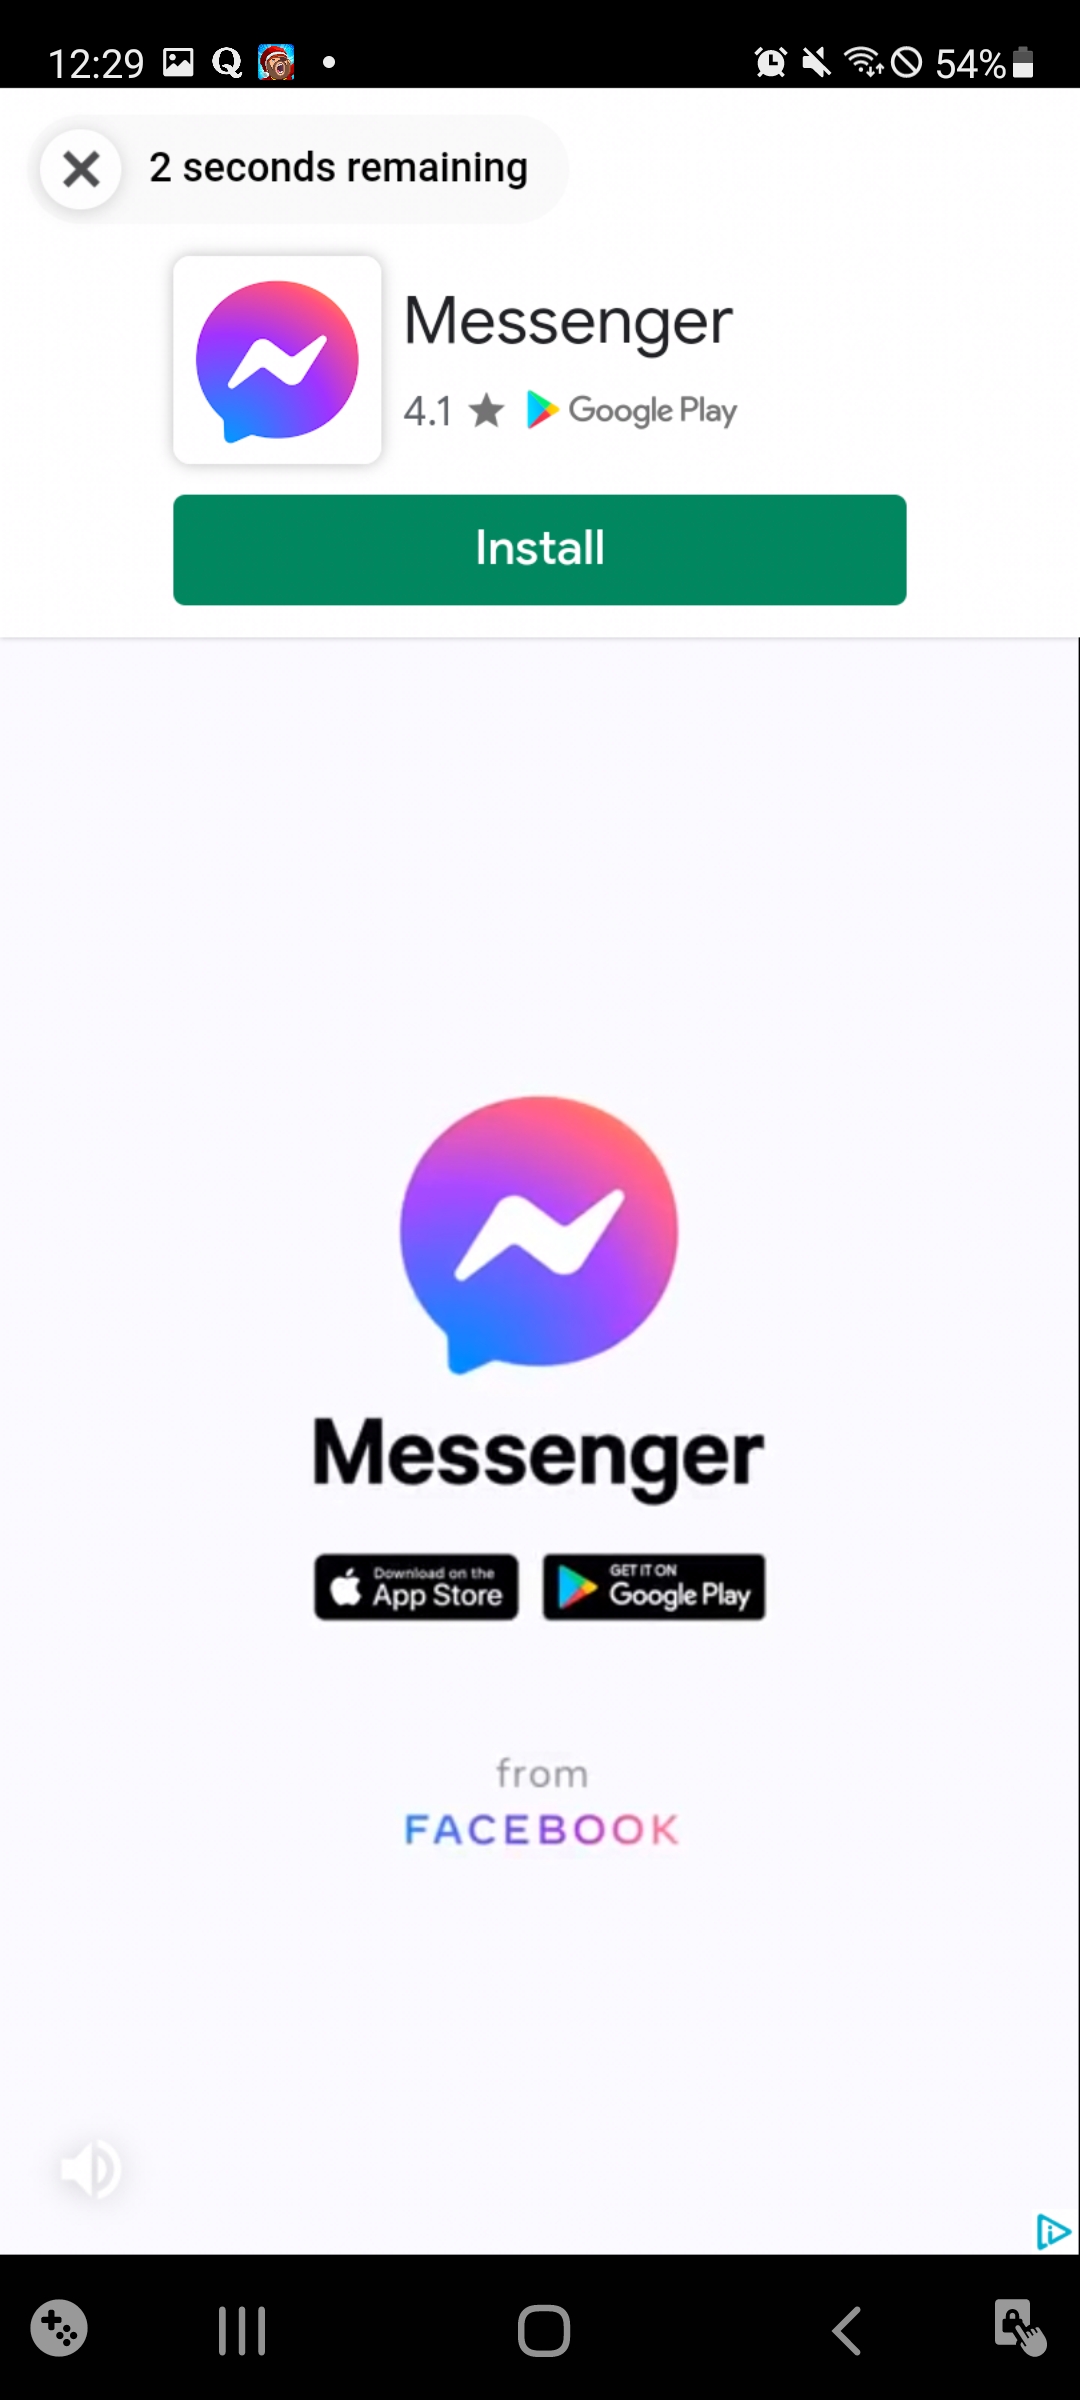 12:29
54%
2 seconds remaining
Messenger
4.1 ★ Google Play
Install
Messenger
Download on the
App Store
GET IT ON
Google Play
from
FACEBOOK